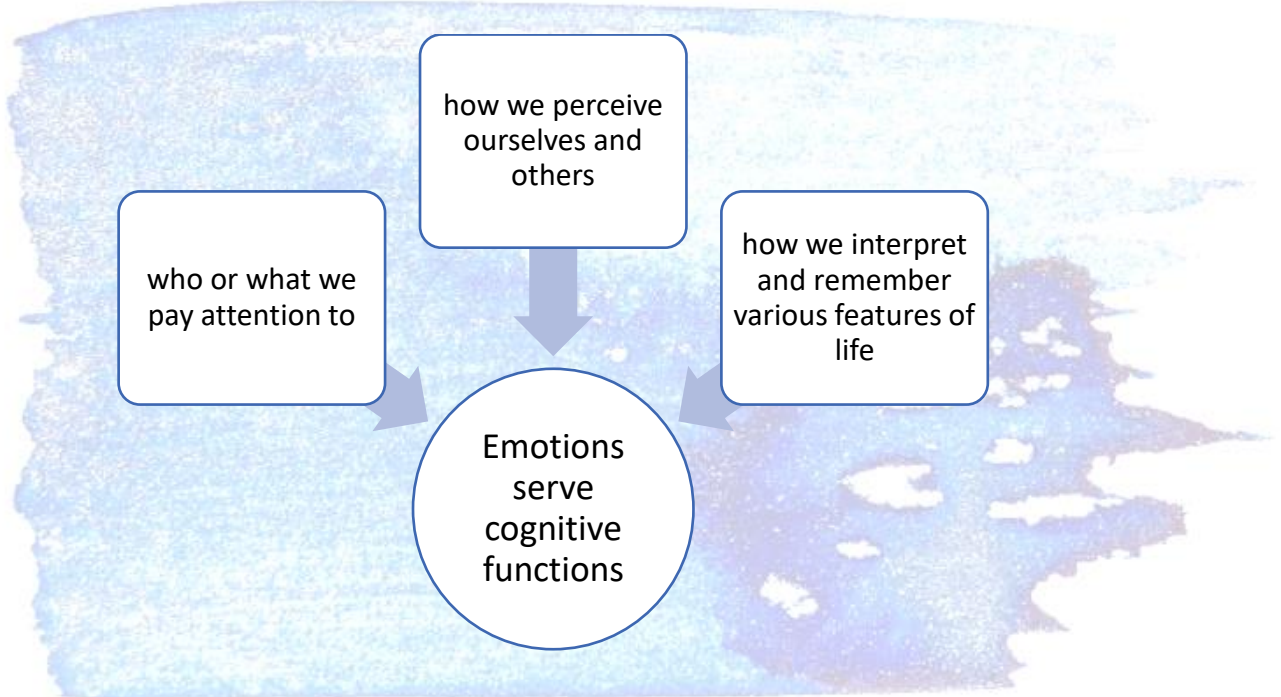 how we perceive
ourselves and
others
who or what we
pay attention to
how we interpret
and remember
various features of
life
Emotions
serve
cognitive
functions